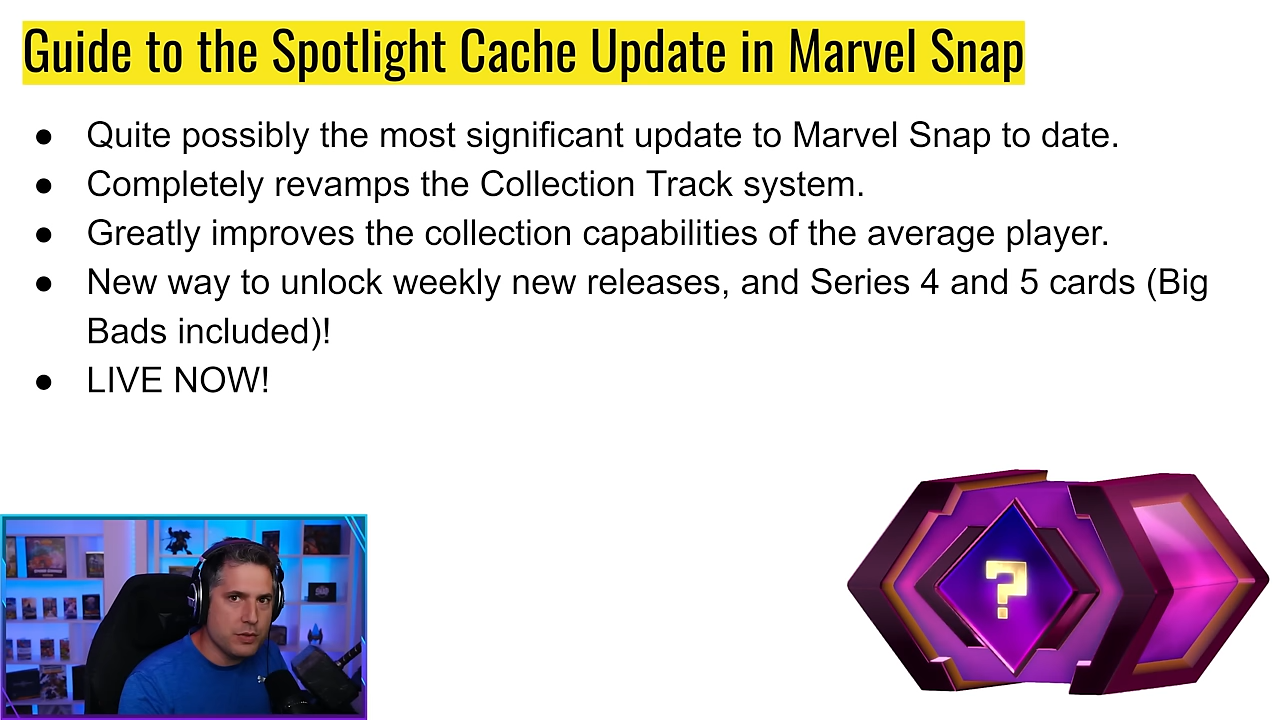 Guide to the Spotlight Cache Update in Marvel Snap
● Quite possibly the most significant update to Marvel Snap to date.
● Completely revamps the Collection Track system.
● Greatly improves the collection capabilities of the average player.
● New way to unlock weekly new releases, and Series 4 and 5 cards (Big
Bads included)!
● LIVE NOW!
?